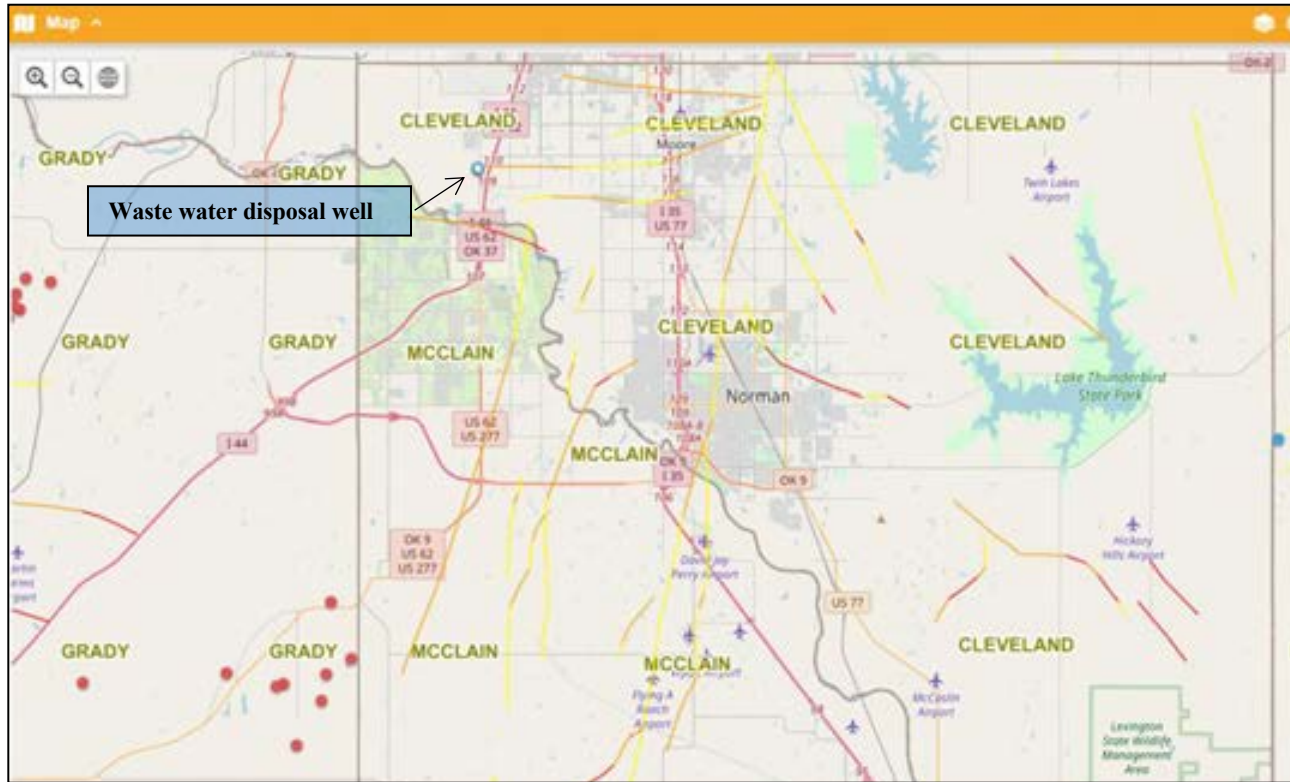 Map
CLEVELAND
CLEVELAND
CLEVELAND
Moore
GRADY
GRADY
Twin Lakes
Airport
Waste water disposal well
I 35
US 77
US 62
OK 37
GRADY
GRADY
MCCLAIN
CLEVELAND
CLEVELAND
Norman
Lake Thunderbird
State Park
US 62
US 277
I 44
MCCLAIN
I 35
OK 9
OK 9
US 62
US 277
David Jay
Perry Airport
Hickory
Hills Airport
US 77
GRADY
GRADY
MCCLAIN
MCCLAIN
CLEVELAND
Flying A
Ranch
Airport
McCaslin
Airport
Lexington
State Wildlife
Management
Area